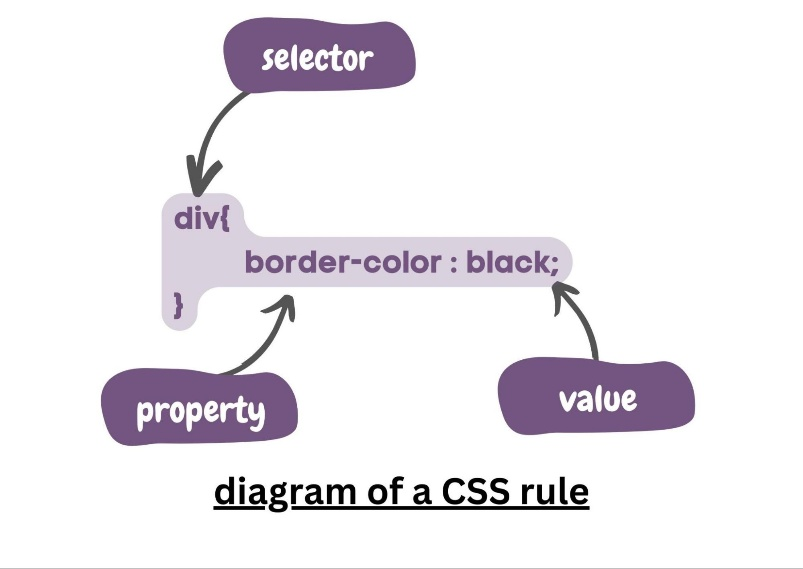 selector
div{
border-color : black;
}
property
value
diagram of a CSS rule